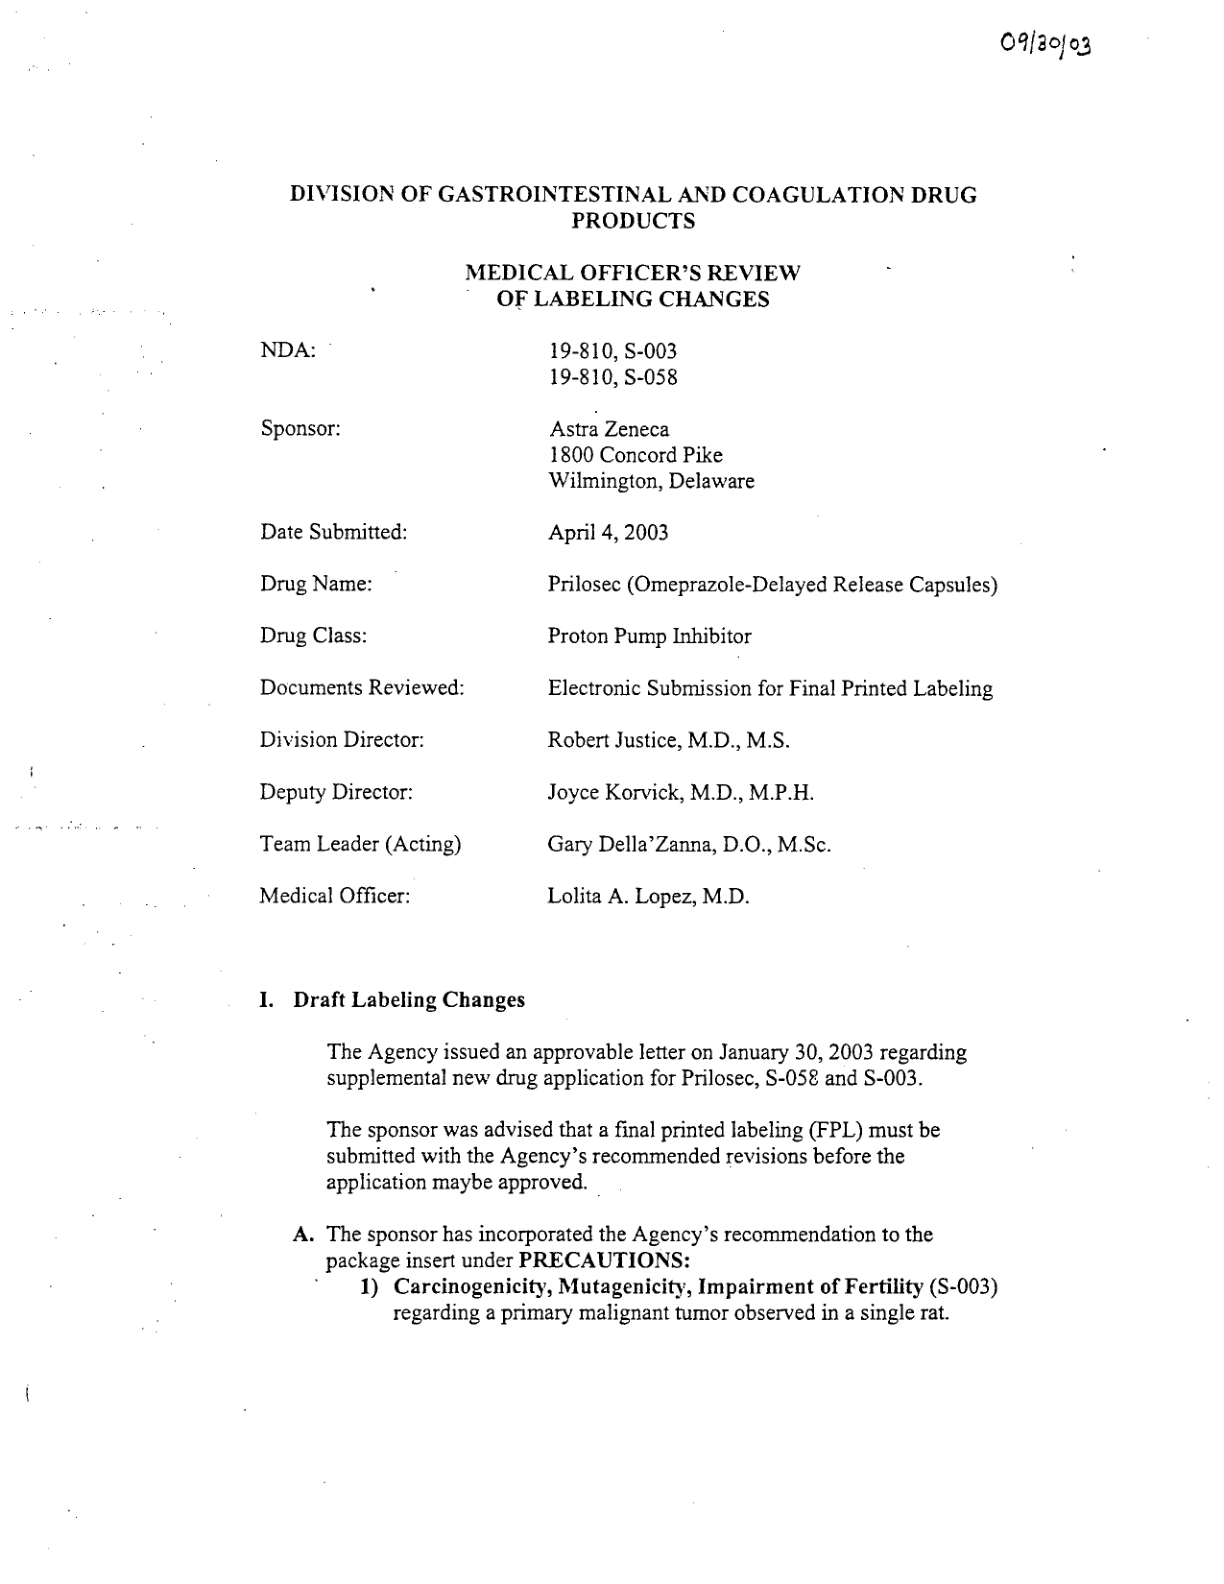 09/30/03
DIVISION OF GASTROINTESTINAL AND COAGULATION DRUG
PRODUCTS
MEDICAL OFFICER'S REVIEW
OF LABELING CHANGES
NDA: 19-810, S-003
19-810, S-058
Sponsor: Astra Zeneca
1800 Concord Pike
Wilmington, Delaware
Date Submitted: April 4, 2003
Drug Name: Prilosec (Omeprazole-Delayed Release Capsules)
Drug Class: Proton Pump Inhibitor
Documents Reviewed: Electronic Submission for Final Printed Labeling
Division Director: Robert Justice, M.D., M.S.
Deputy Director: Joyce Korvick, M.D., M.P.H.
Team Leader (Acting) Gary Della'Zanna, D.O., M.Sc.
Medical Officer: Lolita A. Lopez, M.D.
I. Draft Labeling Changes
The Agency issued an approvable letter on January 30, 2003 regarding
supplemental new drug application for Prilosec, S-058 and S-003.
The sponsor was advised that a final printed labeling (FPL) must be
submitted with the Agency's recommended revisions before the
application maybe approved.
A. The sponsor has incorporated the Agency's recommendation to the
package insert under PRECAUTIONS:
1) Carcinogenicity, Mutagenicity, Impairment of Fertility (S-003)
regarding a primary malignant tumor observed in a single rat.